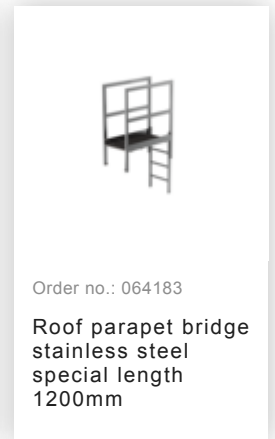 Order no.: 064183
Roof parapet bridge
stainless steel
special length
1200mm